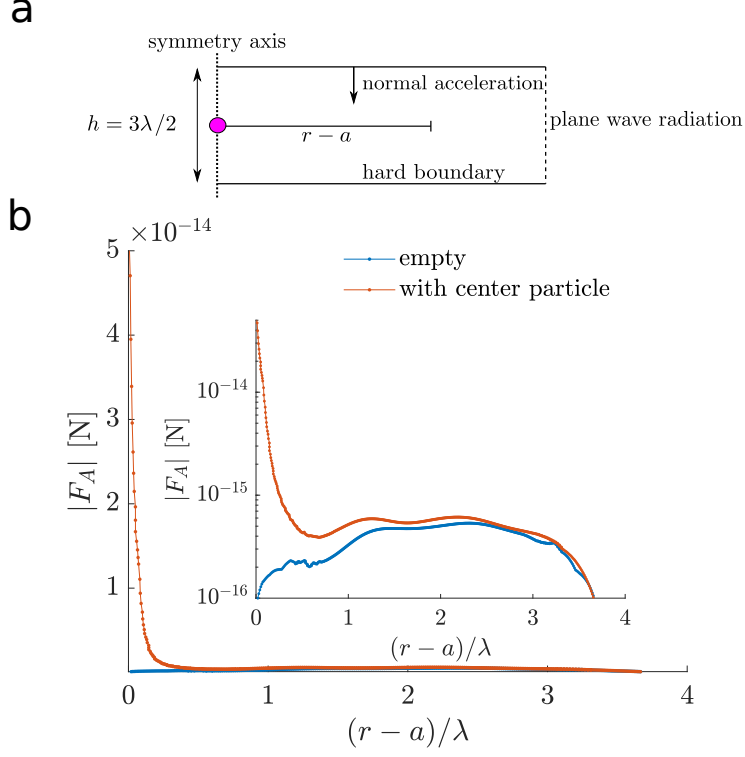 a
symmetry axis
normal acceleration
h = 3λ/2
plane wave radiation
r − a
hard boundary
b
×10⁻¹⁴
5
4
3
2
1
|F_A| [N]
empty
with center particle
10⁻¹⁴
10⁻¹⁵
10⁻¹⁶
|F_A| [N]
0 1 2 3 4
(r − a)/λ
0 1 2 3 4
(r − a)/λ